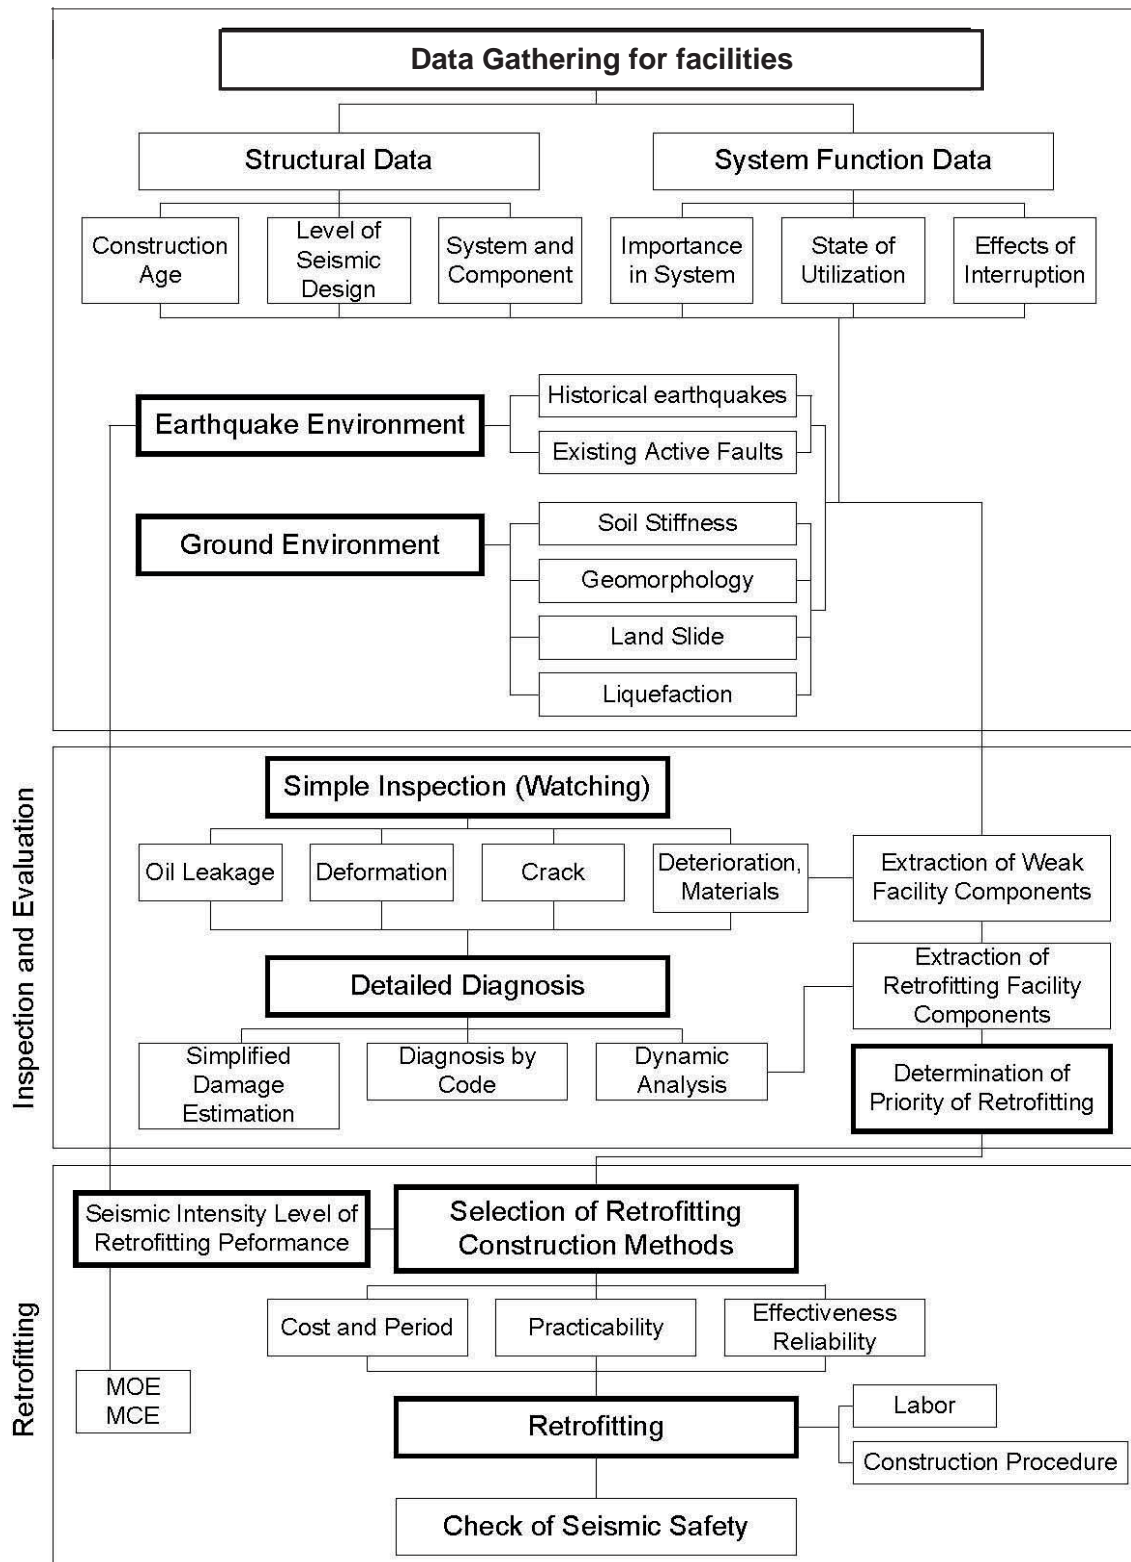 Data Gathering for facilities
Structural Data
System Function Data
Construction
Age
Level of
Seismic
Design
System and
Component
Importance
in System
State of
Utilization
Effects of
Interruption
Earthquake Environment
Historical earthquakes
Existing Active Faults
Ground Environment
Soil Stiffness
Geomorphology
Land Slide
Liquefaction
Inspection and Evaluation
Simple Inspection (Watching)
Oil Leakage
Deformation
Crack
Deterioration,
Materials
Extraction of Weak
Facility Components
Detailed Diagnosis
Extraction of
Retrofitting Facility
Components
Simplified
Damage
Estimation
Diagnosis by
Code
Dynamic
Analysis
Determination of
Priority of Retrofitting
Retrofitting
Seismic Intensity Level of
Retrofitting Peformance
Selection of Retrofitting
Construction Methods
Cost and Period
Practicability
Effectiveness
Reliability
MOE
MCE
Retrofitting
Labor
Construction Procedure
Check of Seismic Safety